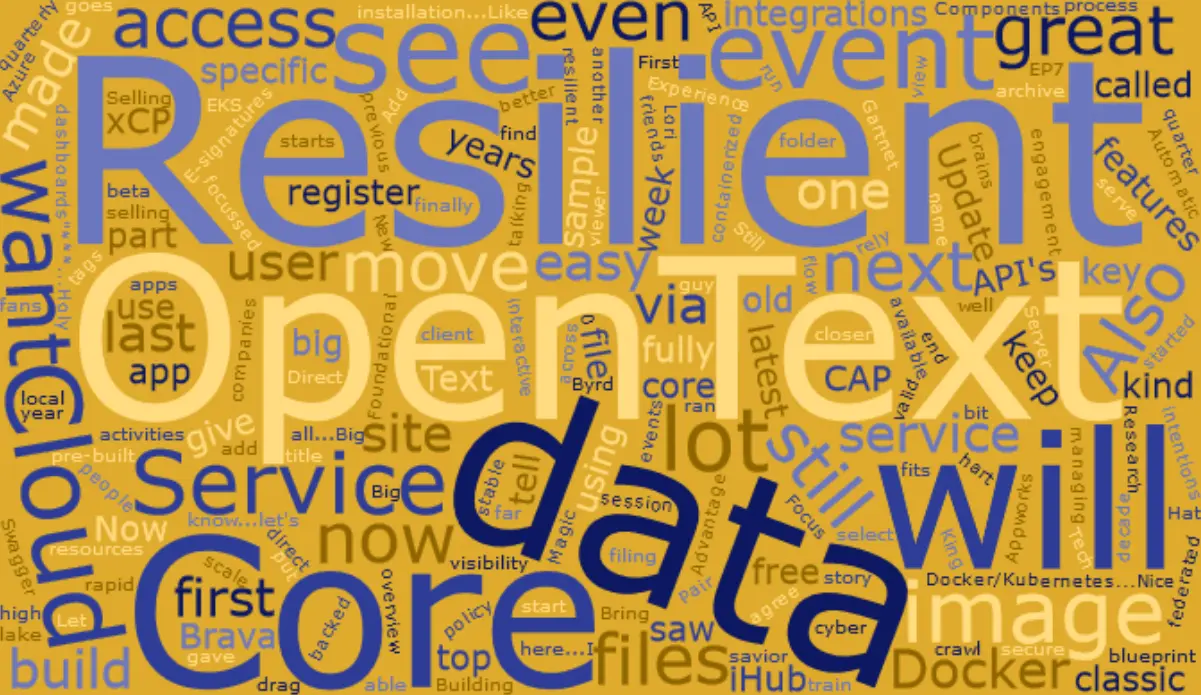 quarterly
goes
access
installation...Like
see
even
API
integrations
event
Components
process
great
Azure
made
specific
Selling
xCP
EKS.
E-signatures
previous
Add
better
resilient
another
First
Experience
run
view
EP7
archive
called
Resilient
dashboards
starts
years
find
sample
viewer
friends
Lori
week
containerized
folder
Gartnet
one
brains
Update
name
engagement
features
quarter
Automatic
serve
want
beta
selling
part
focussed
register
finally
New
talking
Still
rely
tags
user
move
easy
next
API's
key
Also
fans
apps
use
last
app
companies
big
Direct
Foundational
client
Text
interactive
across
file
via
guy
old
fully
flow
closer
well
available
end
valid
keep
Server
started
kind
OpenText
local
year
Cloud
activities
give
add
all...Big
title
site
Byrd
core
ran
latest
CAP
bit
service
events
lot
still
fits
hart
Research
intentions
pre-built
people
Service
Big
data
stable
tell
far
using
session
Magic
Advantage
Focus
select
will
King
Appworks
managing
Tech
decade
Hat
Swagger
Now
resources
know...let's
now
direct
put
visibility
filing
Pair
agree
free
story
Docker/Kubernetes...Nice
federated
rapid
scale
first
high
lake
Let
Brava
gave
build
backed
overview
Core
policy
start
top
here...I
Building
able
drag
Bring
files
saw
savior
iHub
train
cyber
image
crawl
secure
blueprint
Docker
classic